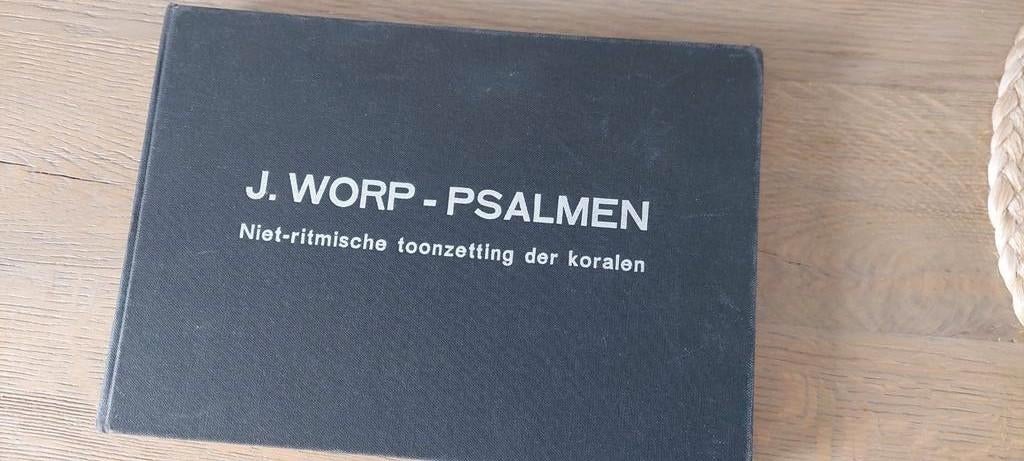 J. WORP - PSALMEN
Niet-ritmische toonzetting der koralen